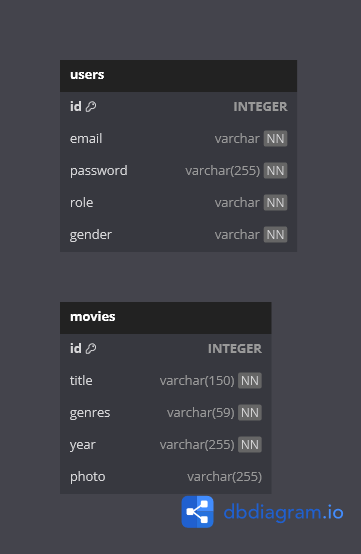 users
id INTEGER
email varchar NN
password varchar(255) NN
role varchar NN
gender varchar NN
movies
id INTEGER
title varchar(150) NN
genres varchar(59) NN
year varchar(255) NN
photo varchar(255)
dbdiagram.io